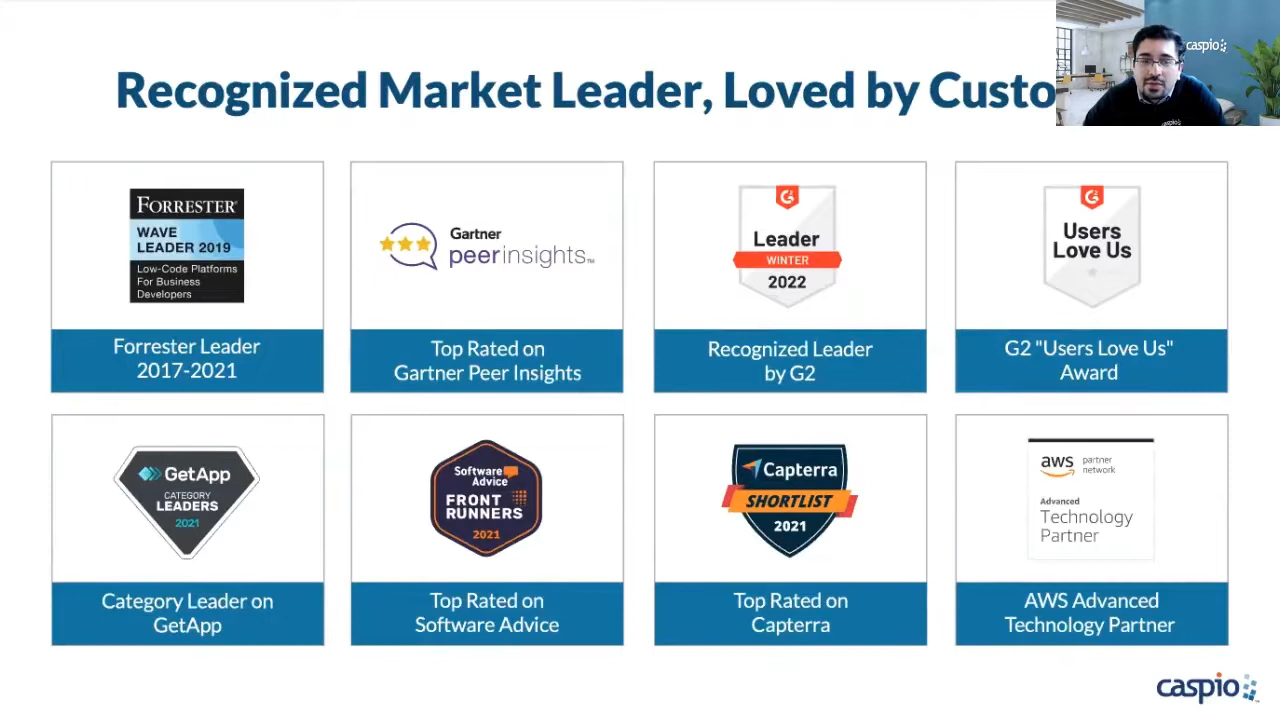 Recognized Market Leader, Loved by Custo
caspio
caspio
FORRESTER®
WAVE
LEADER 2019
Low-Code Platforms
For Business
Developers
Forrester Leader
2017-2021
Gartner
peerinsights™
Top Rated on
Gartner Peer Insights
G2
Leader
WINTER
2022
Recognized Leader
by G2
G2
Users
Love Us
G2 "Users Love Us"
Award
GetApp
CATEGORY
LEADERS
2021
Category Leader on
GetApp
Software
Advice
FRONT
RUNNERS
2021
Top Rated on
Software Advice
Capterra
SHORTLIST
2021
Top Rated on
Capterra
aws partner
network
Advanced
Technology
Partner
AWS Advanced
Technology Partner
caspio